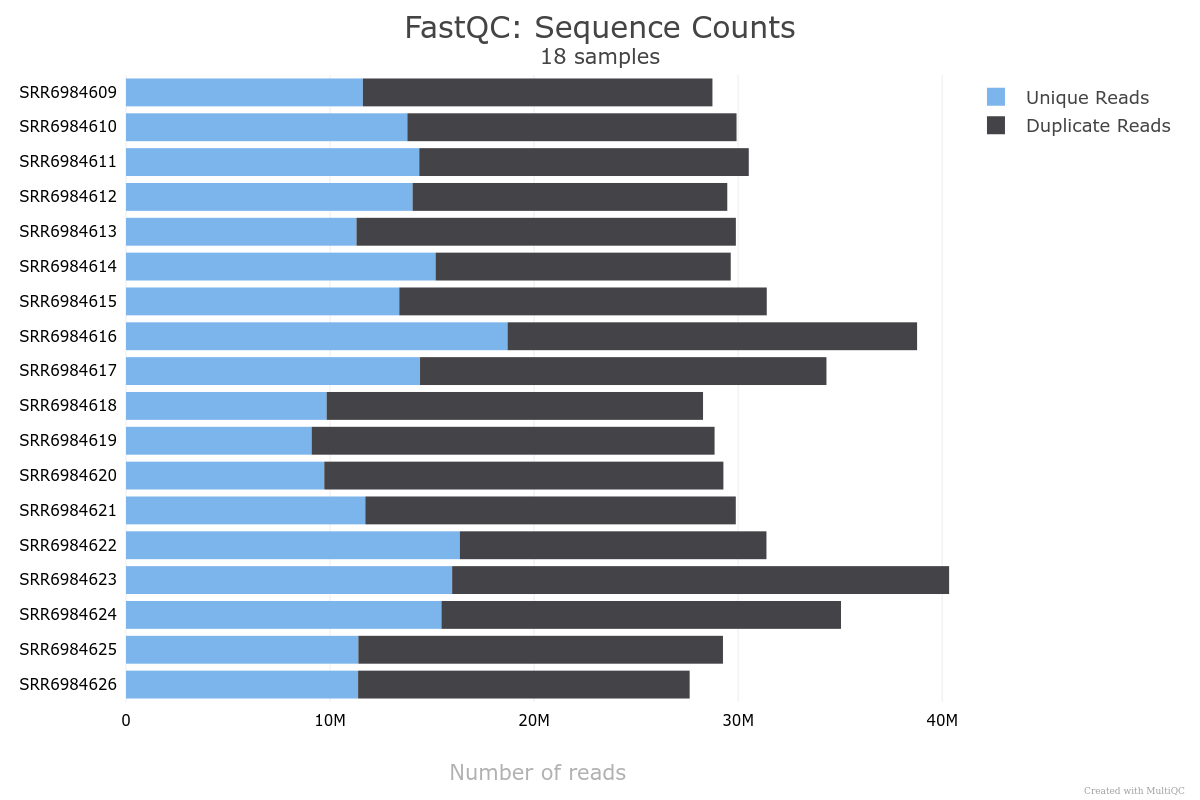 FastQC: Sequence Counts
18 samples
SRR6984609
SRR6984610
SRR6984611
SRR6984612
SRR6984613
SRR6984614
SRR6984615
SRR6984616
SRR6984617
SRR6984618
SRR6984619
SRR6984620
SRR6984621
SRR6984622
SRR6984623
SRR6984624
SRR6984625
SRR6984626
Unique Reads
Duplicate Reads
0 10M 20M 30M 40M
Number of reads
Created with MultiQC